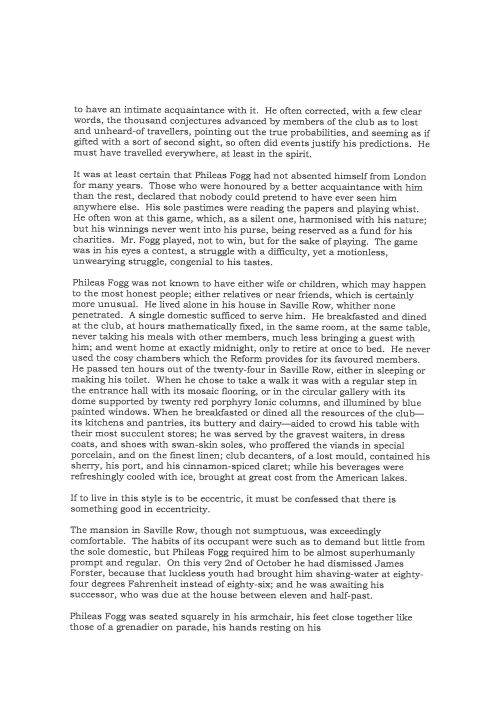 to have an intimate acquaintance with it.  He often corrected, with a few clear
words, the thousand conjectures advanced by members of the club as to lost
and unheard-of travellers, pointing out the true probabilities, and seeming as if
gifted with a sort of second sight, so often did events justify his predictions.  He
must have travelled everywhere, at least in the spirit.

It was at least certain that Phileas Fogg had not absented himself from London
for many years.  Those who were honoured by a better acquaintance with him
than the rest, declared that nobody could pretend to have ever seen him
anywhere else.  His sole pastimes were reading the papers and playing whist.
He often won at this game, which, as a silent one, harmonised with his nature;
but his winnings never went into his purse, being reserved as a fund for his
charities.  Mr. Fogg played, not to win, but for the sake of playing.  The game
was in his eyes a contest, a struggle with a difficulty, yet a motionless,
unwearying struggle, congenial to his tastes.

Phileas Fogg was not known to have either wife or children, which may happen
to the most honest people; either relatives or near friends, which is certainly
more unusual.  He lived alone in his house in Saville Row, whither none
penetrated.  A single domestic sufficed to serve him.  He breakfasted and dined
at the club, at hours mathematically fixed, in the same room, at the same table,
never taking his meals with other members, much less bringing a guest with
him; and went home at exactly midnight, only to retire at once to bed.  He never
used the cosy chambers which the Reform provides for its favoured members.
He passed ten hours out of the twenty-four in Saville Row, either in sleeping or
making his toilet.  When he chose to take a walk it was with a regular step in
the entrance hall with its mosaic flooring, or in the circular gallery with its
dome supported by twenty red porphyry Ionic columns, and illumined by blue
painted windows. When he breakfasted or dined all the resources of the club—
its kitchens and pantries, its buttery and dairy—aided to crowd his table with
their most succulent stores; he was served by the gravest waiters, in dress
coats, and shoes with swan-skin soles, who proffered the viands in special
porcelain, and on the finest linen; club decanters, of a lost mould, contained his
sherry, his port, and his cinnamon-spiced claret; while his beverages were
refreshingly cooled with ice, brought at great cost from the American lakes.

If to live in this style is to be eccentric, it must be confessed that there is
something good in eccentricity.

The mansion in Saville Row, though not sumptuous, was exceedingly
comfortable.  The habits of its occupant were such as to demand but little from
the sole domestic, but Phileas Fogg required him to be almost superhumanly
prompt and regular.  On this very 2nd of October he had dismissed James
Forster, because that luckless youth had brought him shaving-water at eighty-
four degrees Fahrenheit instead of eighty-six; and he was awaiting his
successor, who was due at the house between eleven and half-past.

Phileas Fogg was seated squarely in his armchair, his feet close together like
those of a grenadier on parade, his hands resting on his